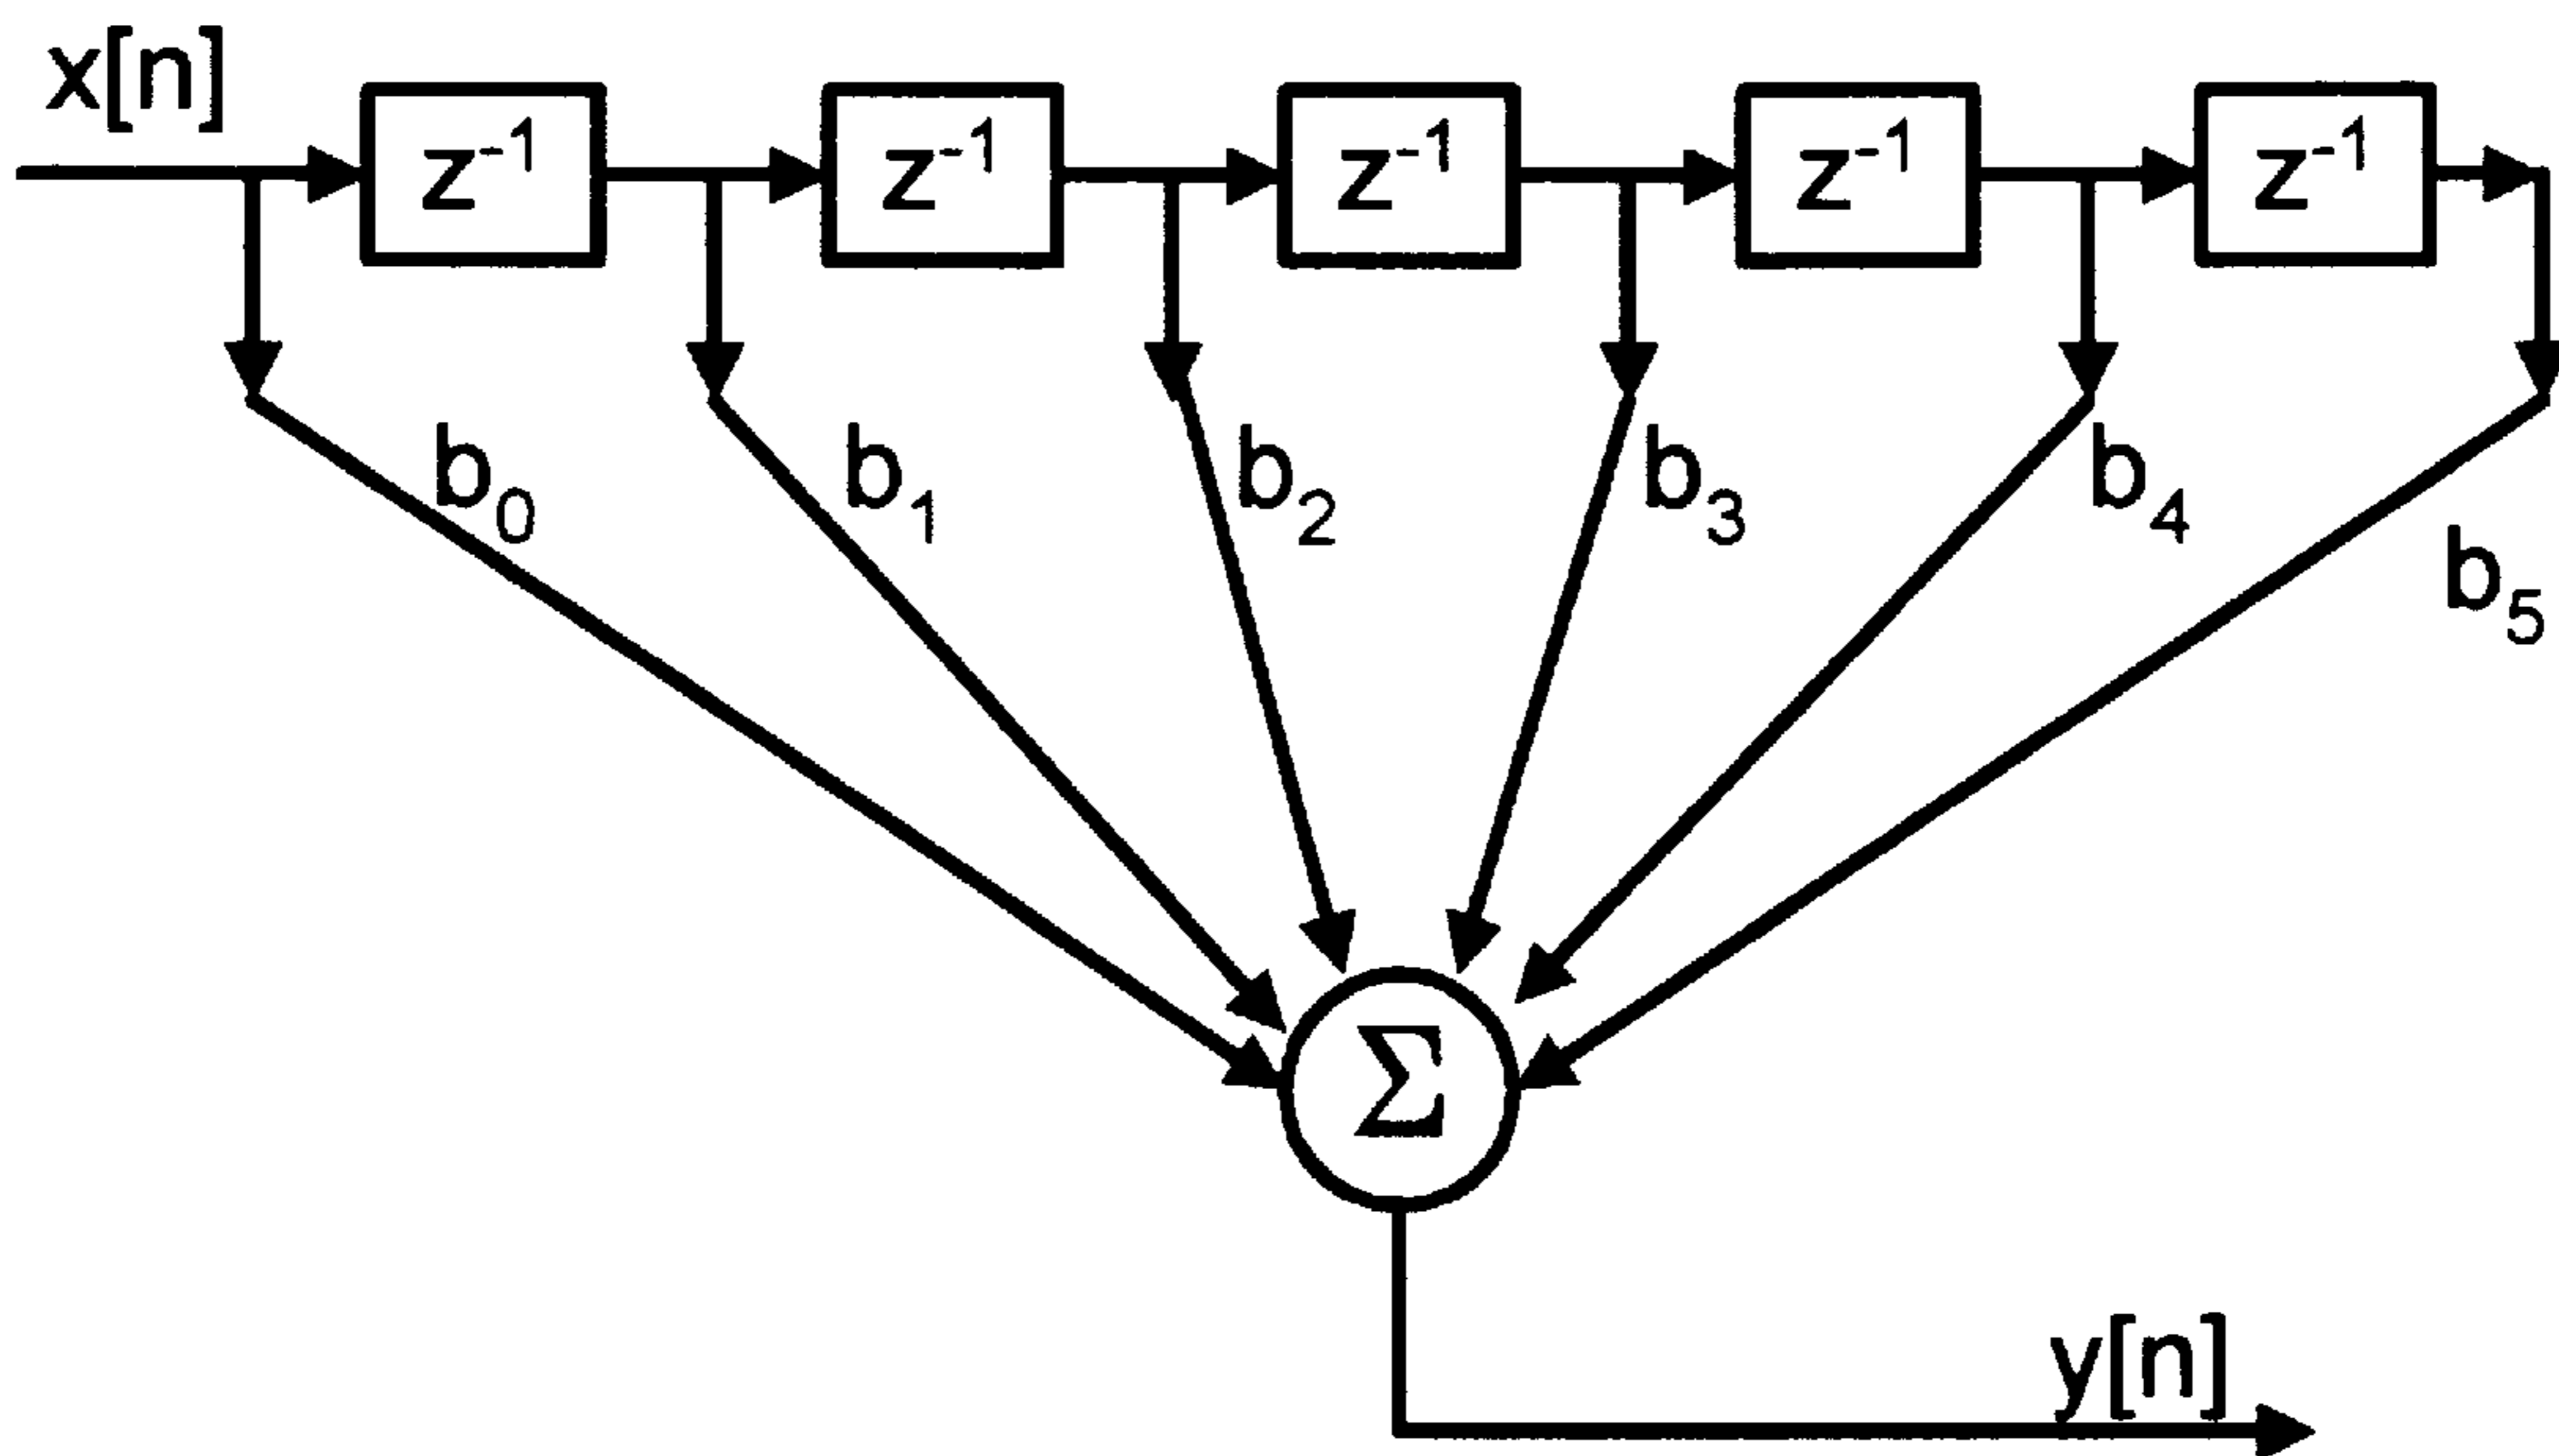 x[n]
z⁻¹ z⁻¹ z⁻¹ z⁻¹ z⁻¹
b₀ b₁ b₂ b₃ b₄
b₅
Σ
y[n]